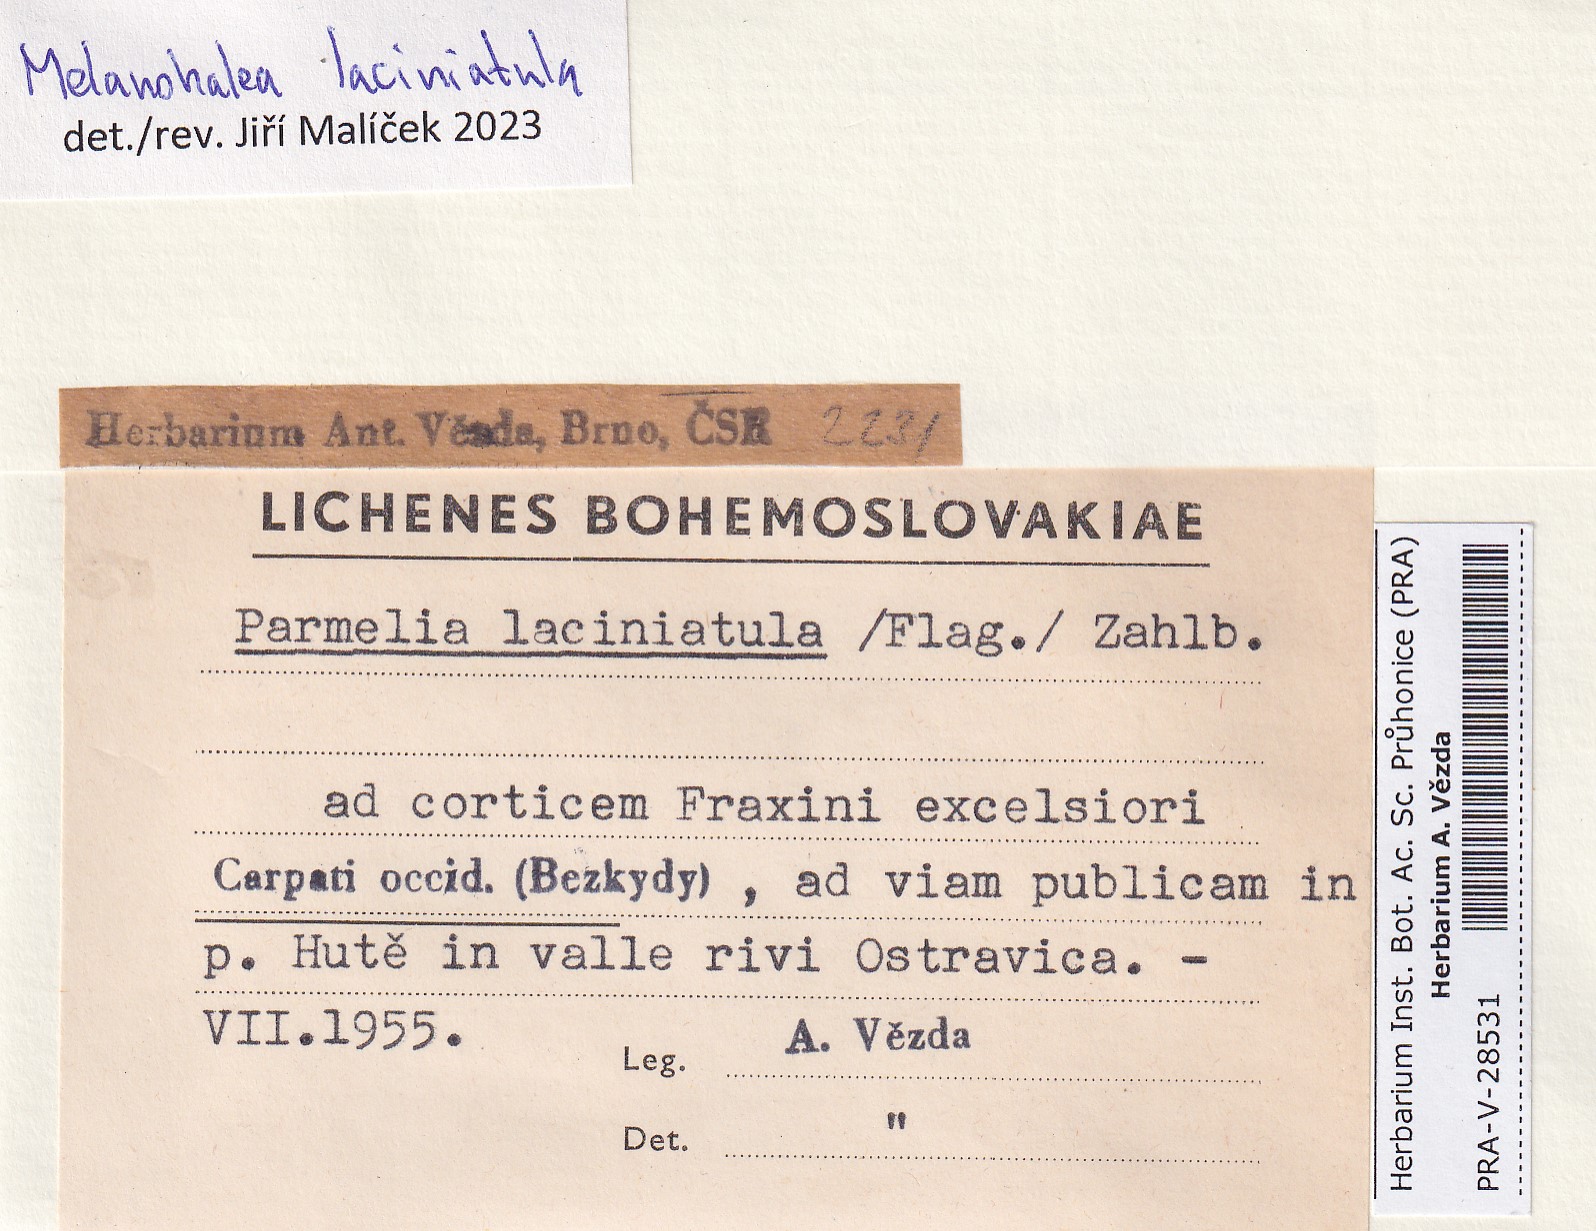 Melanohalea laciniatula
det./rev. Jiří Malíček 2023
Herbarium Ant. Vězda, Brno, ČSR 2231
LICHENES BOHEMOSLOVAKIAE
Parmelia laciniatula /Flag./ Zahlb.
ad corticem Fraxini excelsiori
Carpati occid. (Bezkydy) , ad viam publicam in
p. Hutě in valle rivi Ostravica. -
VII.1955.
Leg. A. Vězda
Det. "
Herbarium Inst. Bot. Ac. Sc. Průhonice (PRA)
Herbarium A. Vězda
PRA-V-28531